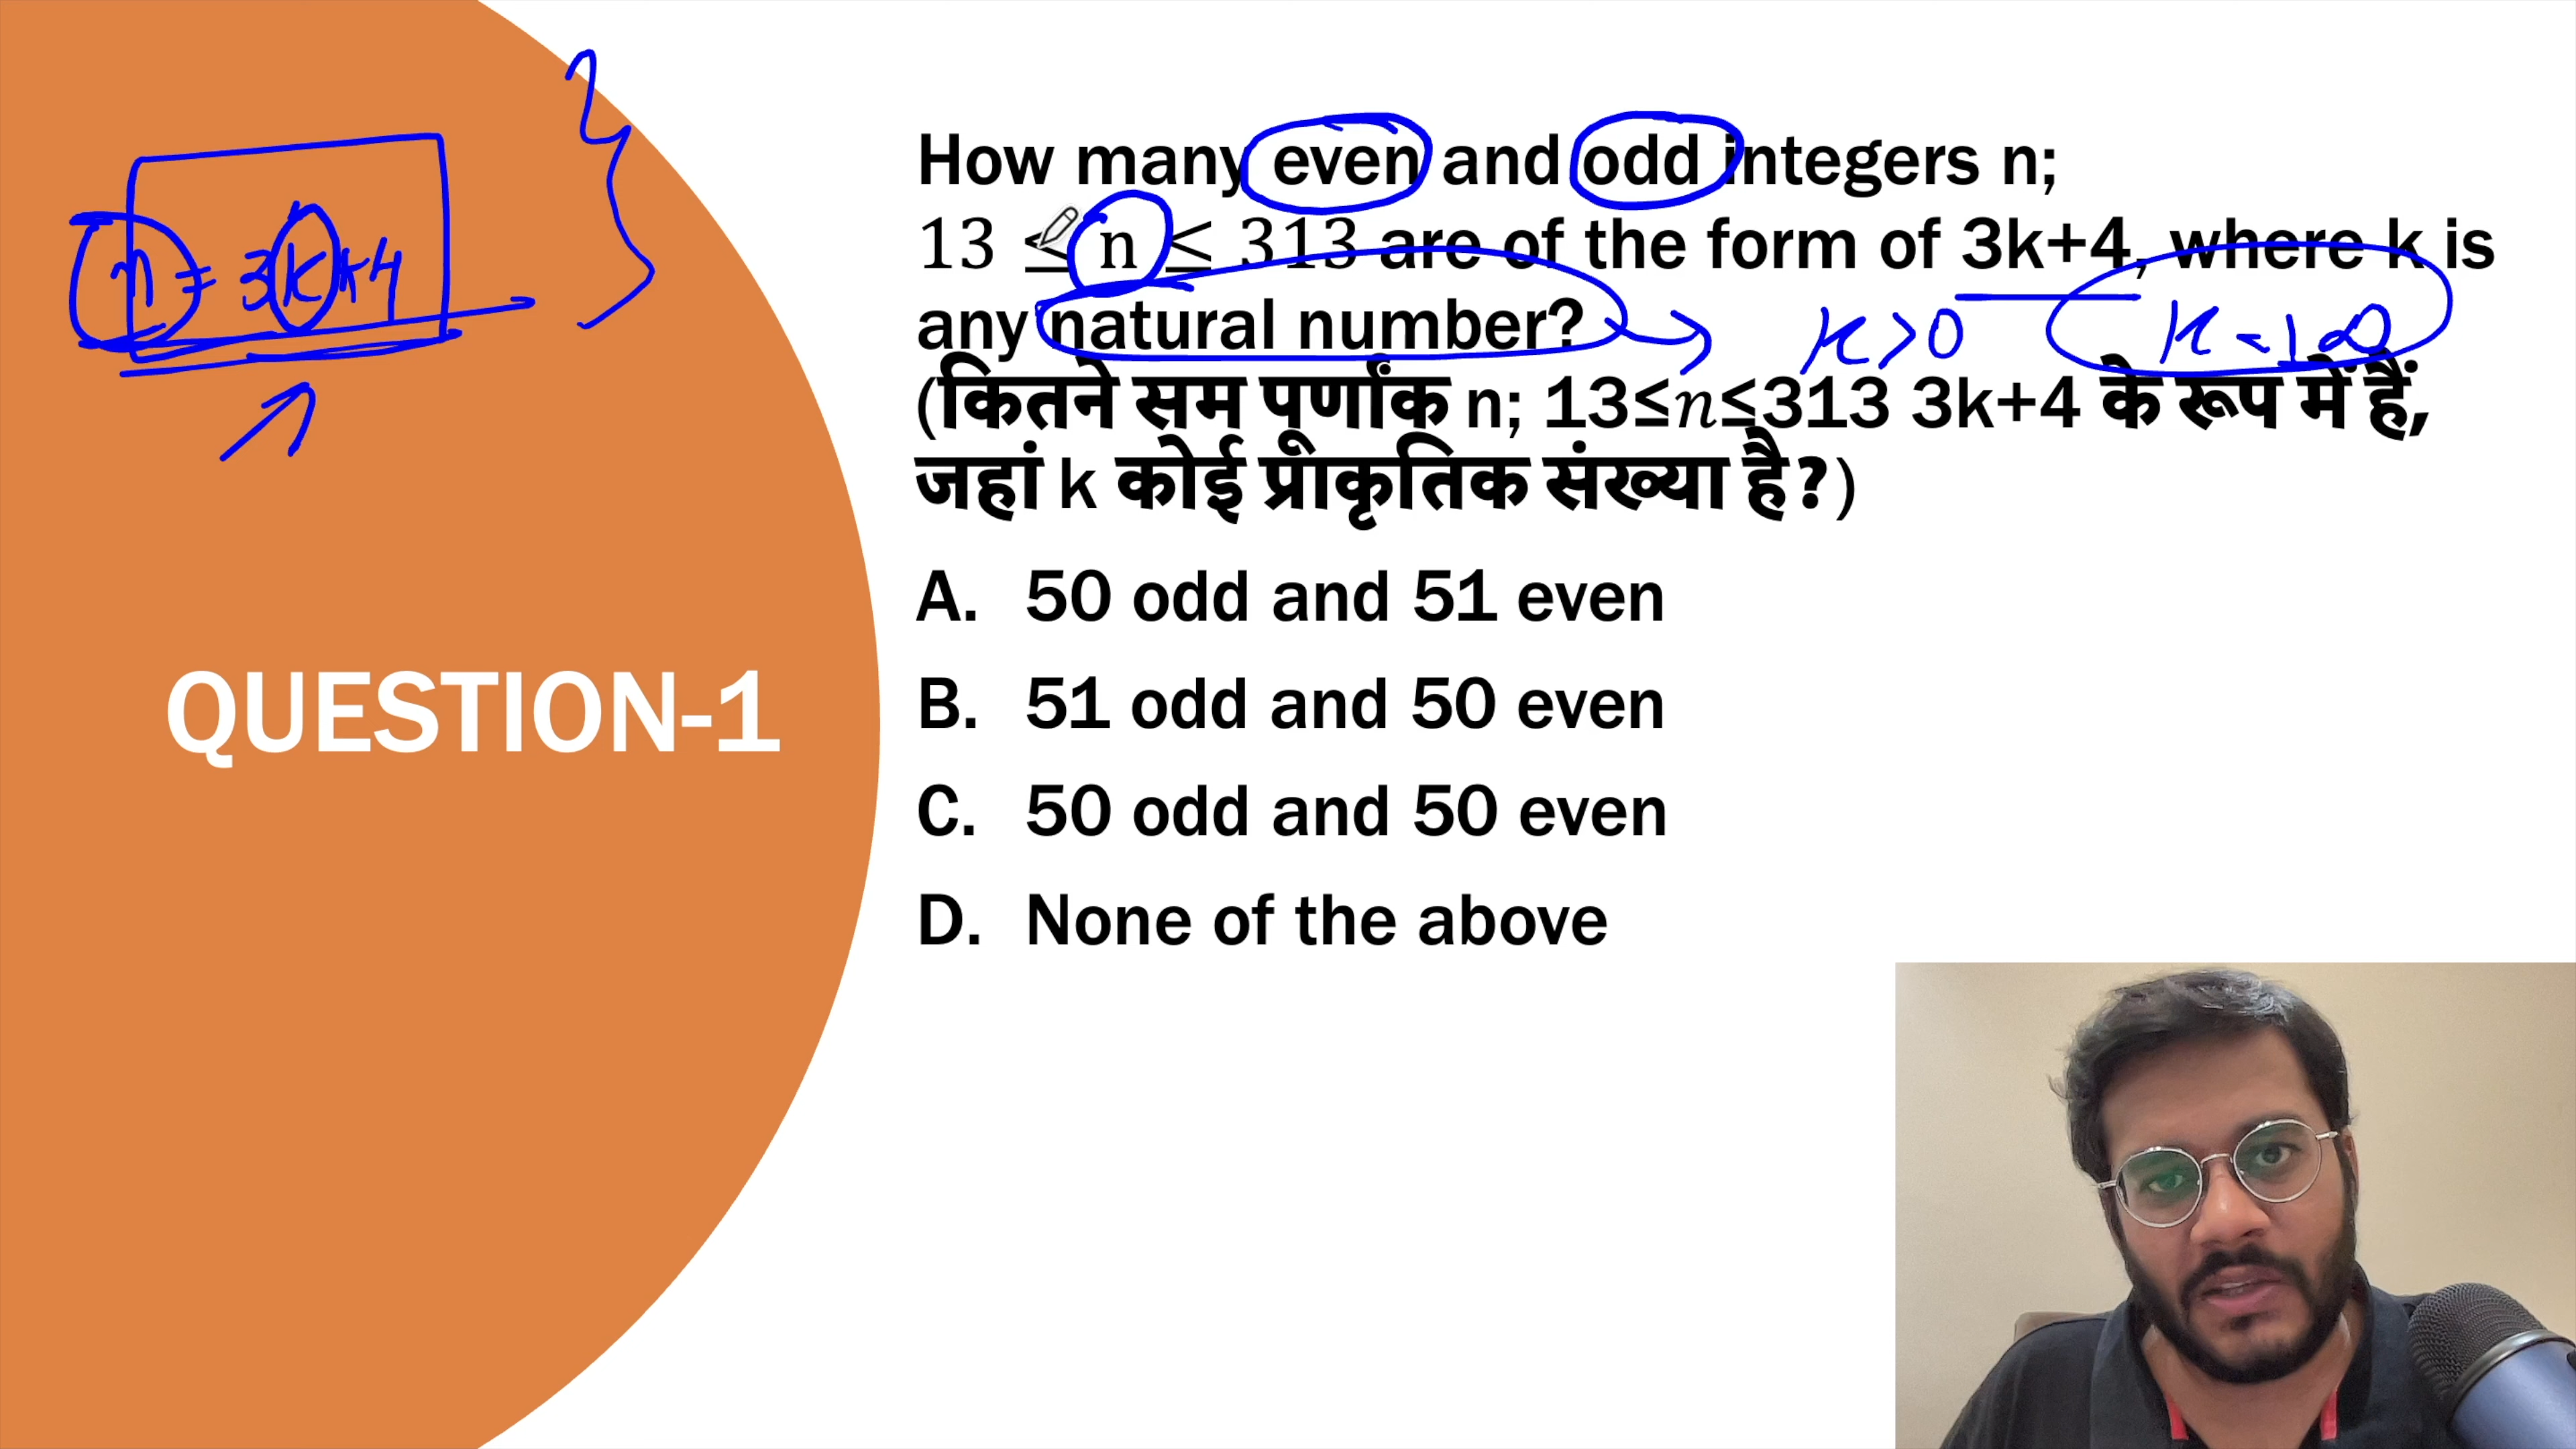 n = 3k+4
QUESTION-1
How many even and odd integers n;
13 ≤ n ≤ 313 are of the form of 3k+4, where k is
any natural number?
k>0
k = 1 ∞
(कितने सम पूर्णांक n; 13≤n≤313 3k+4 के रूप में हैं,
जहां k कोई प्राकृतिक संख्या है?)
A. 50 odd and 51 even
B. 51 odd and 50 even
C. 50 odd and 50 even
D. None of the above